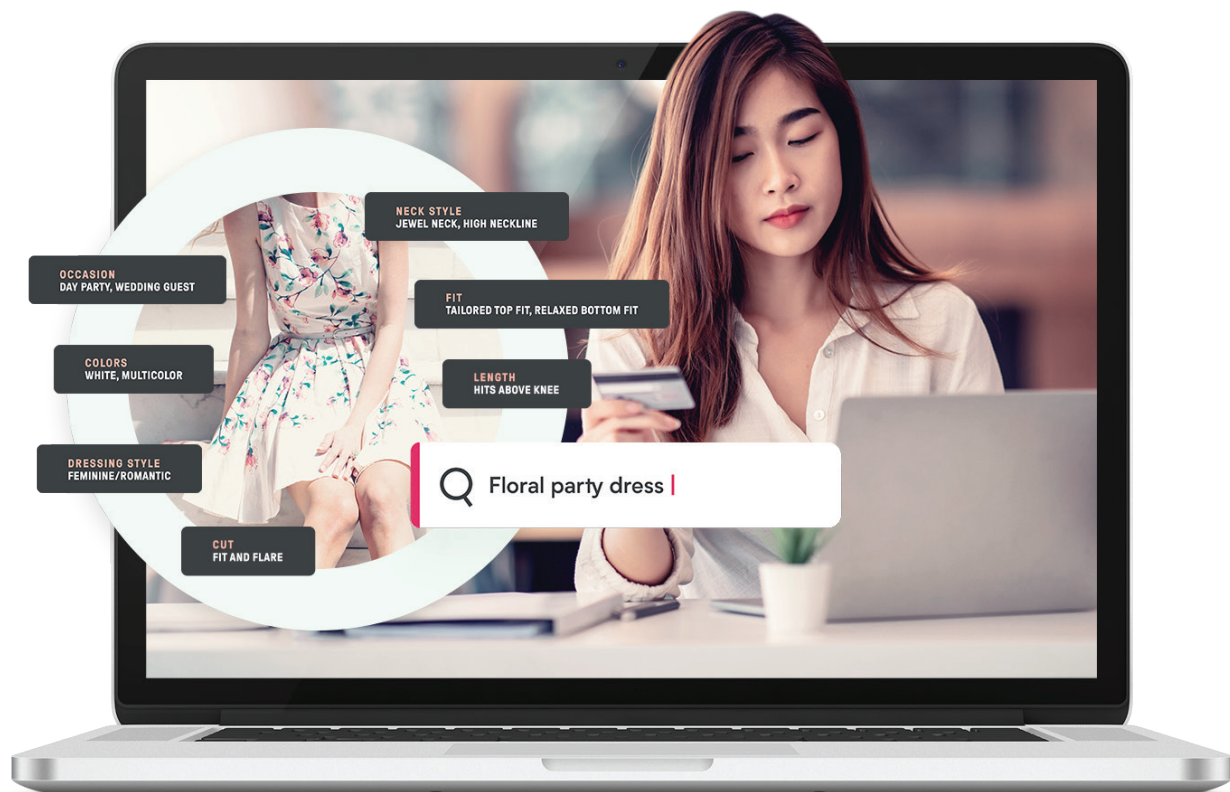 NECK STYLE
JEWEL NECK, HIGH NECKLINE
OCCASION
DAY PARTY, WEDDING GUEST
FIT
TAILORED TOP FIT, RELAXED BOTTOM FIT
COLORS
WHITE, MULTICOLOR
LENGTH
HITS ABOVE KNEE
DRESSING STYLE
FEMININE/ROMANTIC
Floral party dress
CUT
FIT AND FLARE